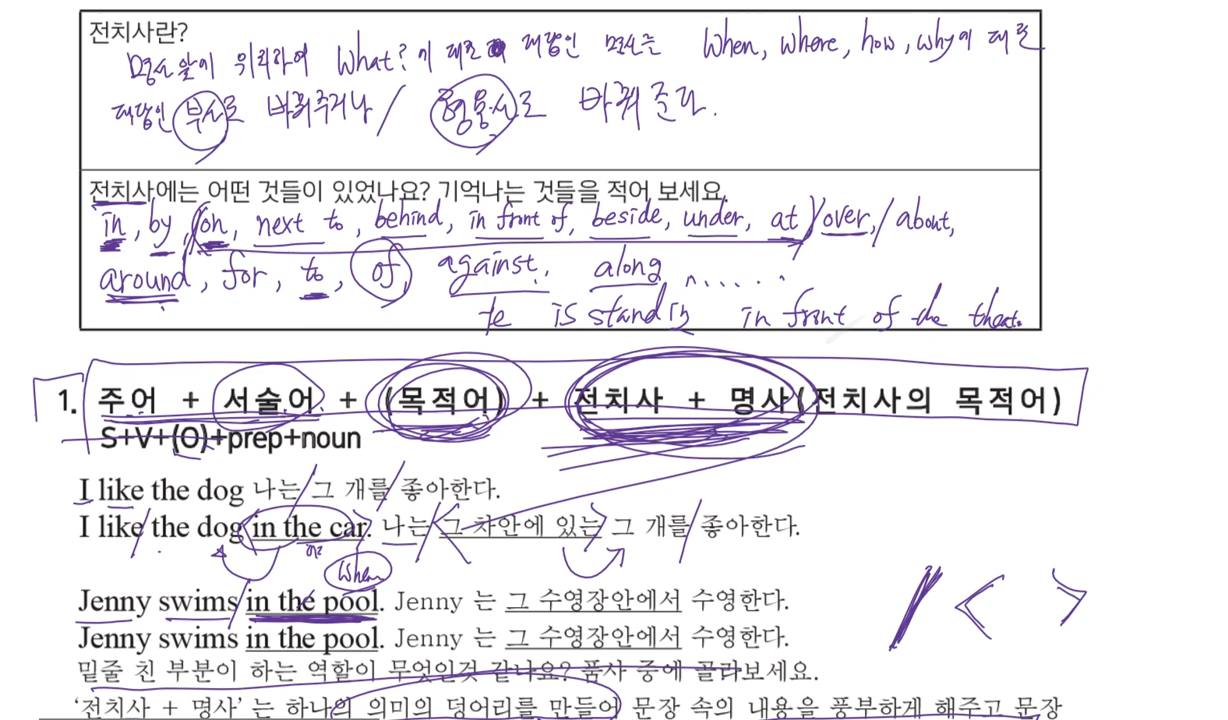 전치사란?
명사 앞에 위치하여 What? 에 대한 대답인 명사는 When, where, how, why에 대한
대답인 부사로 바꿔주거나 / 형용사로 바꿔준다.
전치사에는 어떤 것들이 있었나요? 기억나는 것들을 적어 보세요.
in, by, on, next to, behind, in front of, beside, under, at / over, / about,
around, for, to, of, against, along ......
is standing in front of the
1. 주어 + 서술어 + (목적어) + 전치사 + 명사(전치사의 목적어)
S+V+(O)+prep+noun
I like the dog 나는 / 그 개를 / 좋아한다.
I like / the dog in the car. 나는 / < 그 차안에 있는 > 그 개를 / 좋아한다.
Jenny swims / in the pool. Jenny 는 그 수영장안에서 수영한다.
/ < >
Jenny swims in the pool. Jenny 는 그 수영장안에서 수영한다.
밑줄 친 부분이 하는 역할이 무엇인것 같나요? 품사 중에 골라보세요.
‘전치사 + 명사’ 는 하나의 의미의 덩어리를 만들어 문장 속의 내용을 풍부하게 해주고 문장